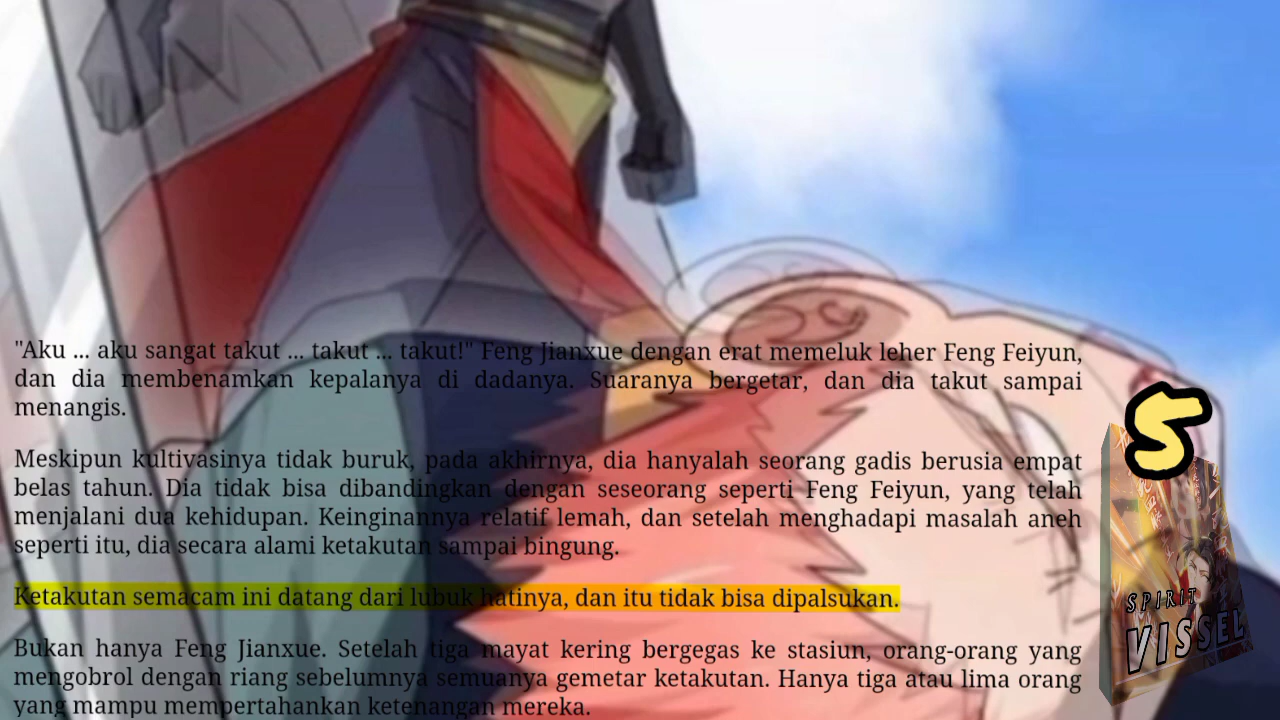 "Aku ... aku sangat takut ... takut ... takut!" Feng Jianxue dengan erat memeluk leher Feng Feiyun,
dan dia membenamkan kepalanya di dadanya. Suaranya bergetar, dan dia takut sampai
menangis.
Meskipun kultivasinya tidak buruk, pada akhirnya, dia hanyalah seorang gadis berusia empat
belas tahun. Dia tidak bisa dibandingkan dengan seseorang seperti Feng Feiyun, yang telah
menjalani dua kehidupan. Keinginannya relatif lemah, dan setelah menghadapi masalah aneh
seperti itu, dia secara alami ketakutan sampai bingung.
Ketakutan semacam ini datang dari lubuk hatinya, dan itu tidak bisa dipalsukan.
Bukan hanya Feng Jianxue. Setelah tiga mayat kering bergegas ke stasiun, orang-orang yang
mengobrol dengan riang sebelumnya semuanya gemetar ketakutan. Hanya tiga atau lima orang
yang mampu mempertahankan ketenangan mereka.
S
SPIRIT
VISSEL